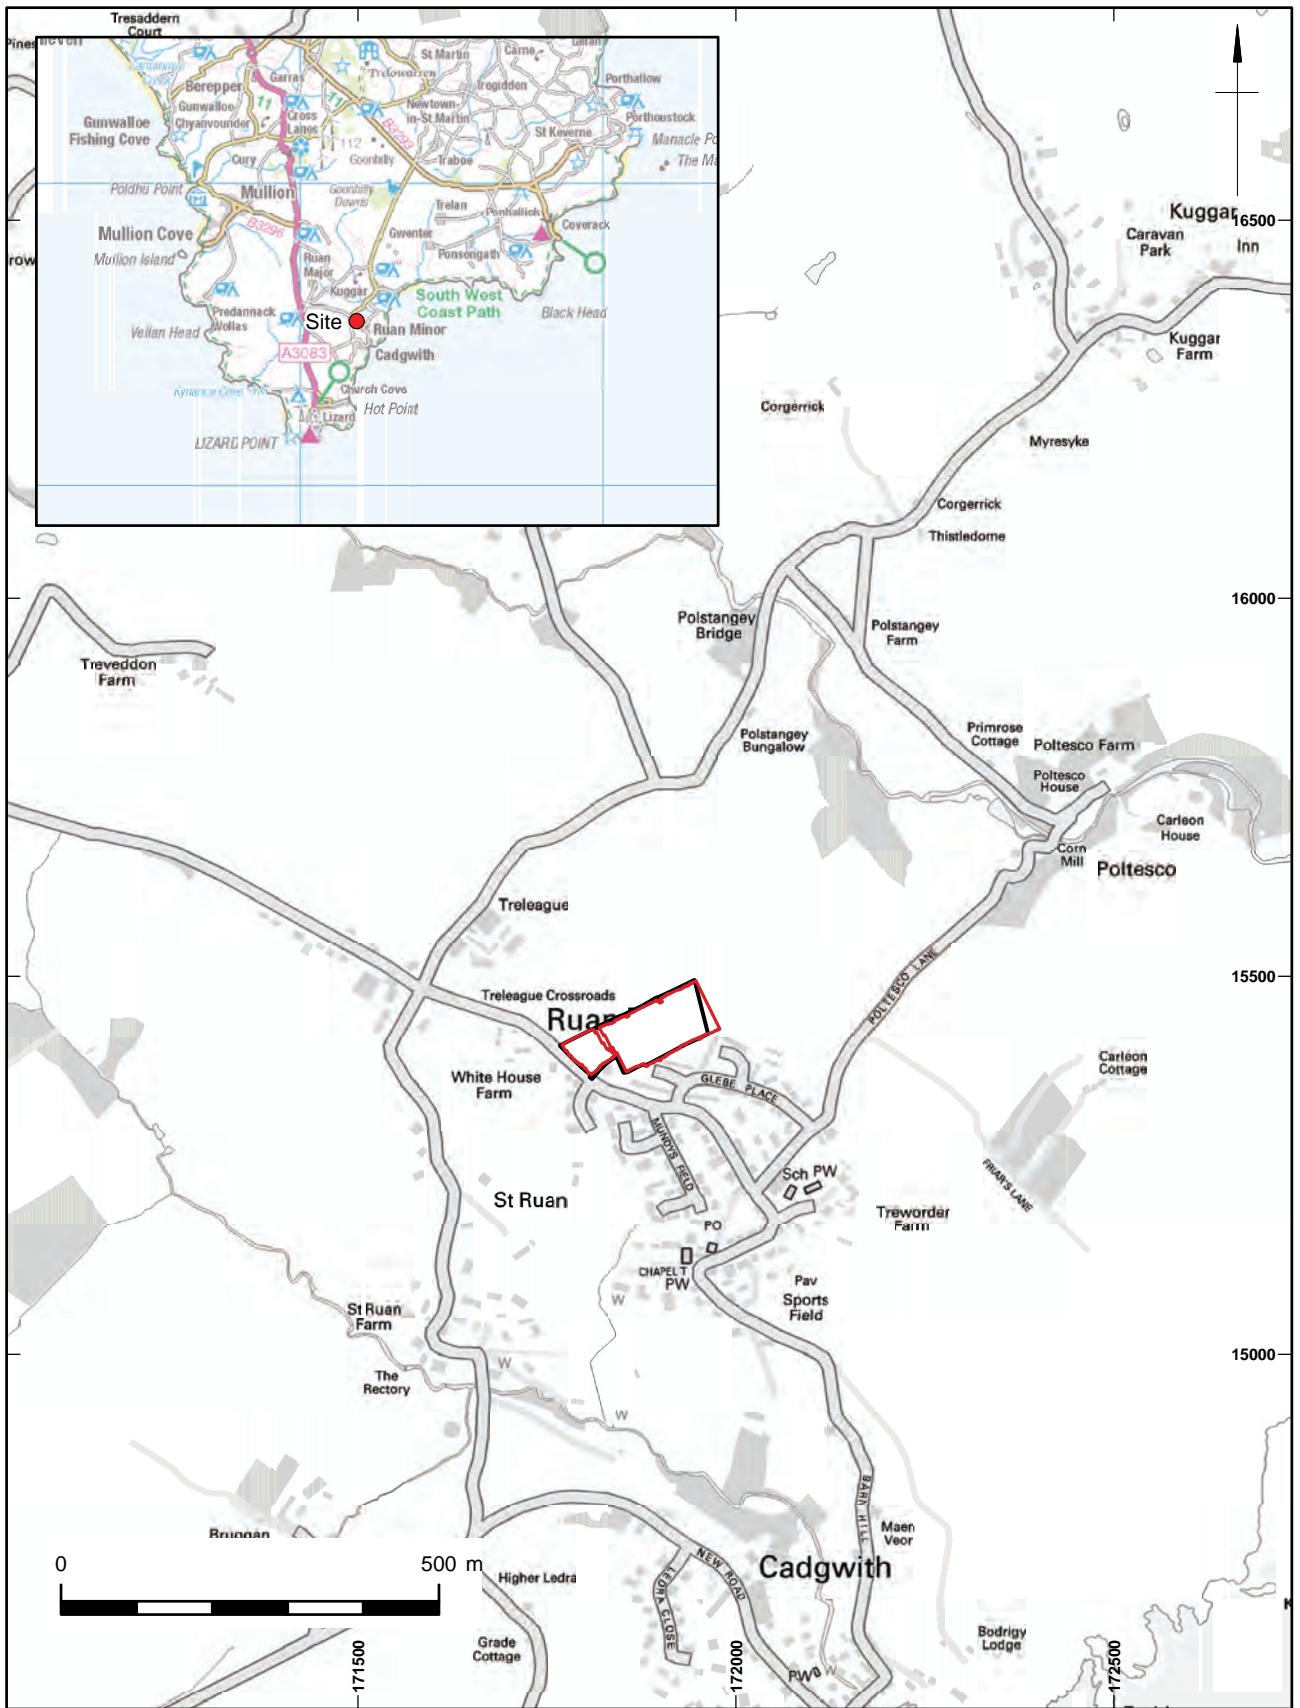 Tresaddern
Court
St Martin
Carne
Garras
Trelowarren
Trogidden
Porthallow
Berepper
Gunwalloe
11
11
Newtown-
in-St Martin
Porthoustock
Gunwalloe
Fishing Cove
Chyanvounder
Cross
Lanes
B3293
St Keverne
112
Manacle
Cury
Goonhilly
Traboe
Poldhu Point
Mullion
Goonhilly
Downs
Trelan
Penhallick
Coverack
B3296
Mullion Cove
Gwenter
Ponsongath
Mullion Island
Ruan
Major
Kuggar
South West
Coast Path
Black Head
Predannack
Wollas
Site
Ruan Minor
Vellan Head
A3083
Cadgwith
Kynance Cove
Church Cove
Hot Point
Lizard
LIZARD POINT
Kuggar
16500
Caravan
Park
Inn
Kuggar
Farm
Corgerrick
Myresyke
Corgerrick
Thistledome
16000
Polstangey
Bridge
Polstangey
Farm
Treveddon
Farm
Polstangey
Bungalow
Primrose
Cottage
Poltesco Farm
Poltesco
House
Carleon
House
Corn
Mill
Poltesco
Treleague
15500
Treleague Crossroads
Ruan
POLTESCO LANE
White House
Farm
GLEBE PLACE
Carleon
Cottage
MUNDYS FIELD
Sch PW
FRIAR'S LANE
St Ruan
PO
Treworder
Farm
CHAPEL T
PW
Pav
Sports
Field
W
St Ruan
Farm
15000
W
The
Rectory
W
BARN HILL
Maen
Veor
Bruggan
NEW ROAD
Cadgwith
0
500 m
Higher Ledra
LEDRA CLOSE
Grade
Cottage
Bodrigy
Lodge
PW
W
171500
172000
172500